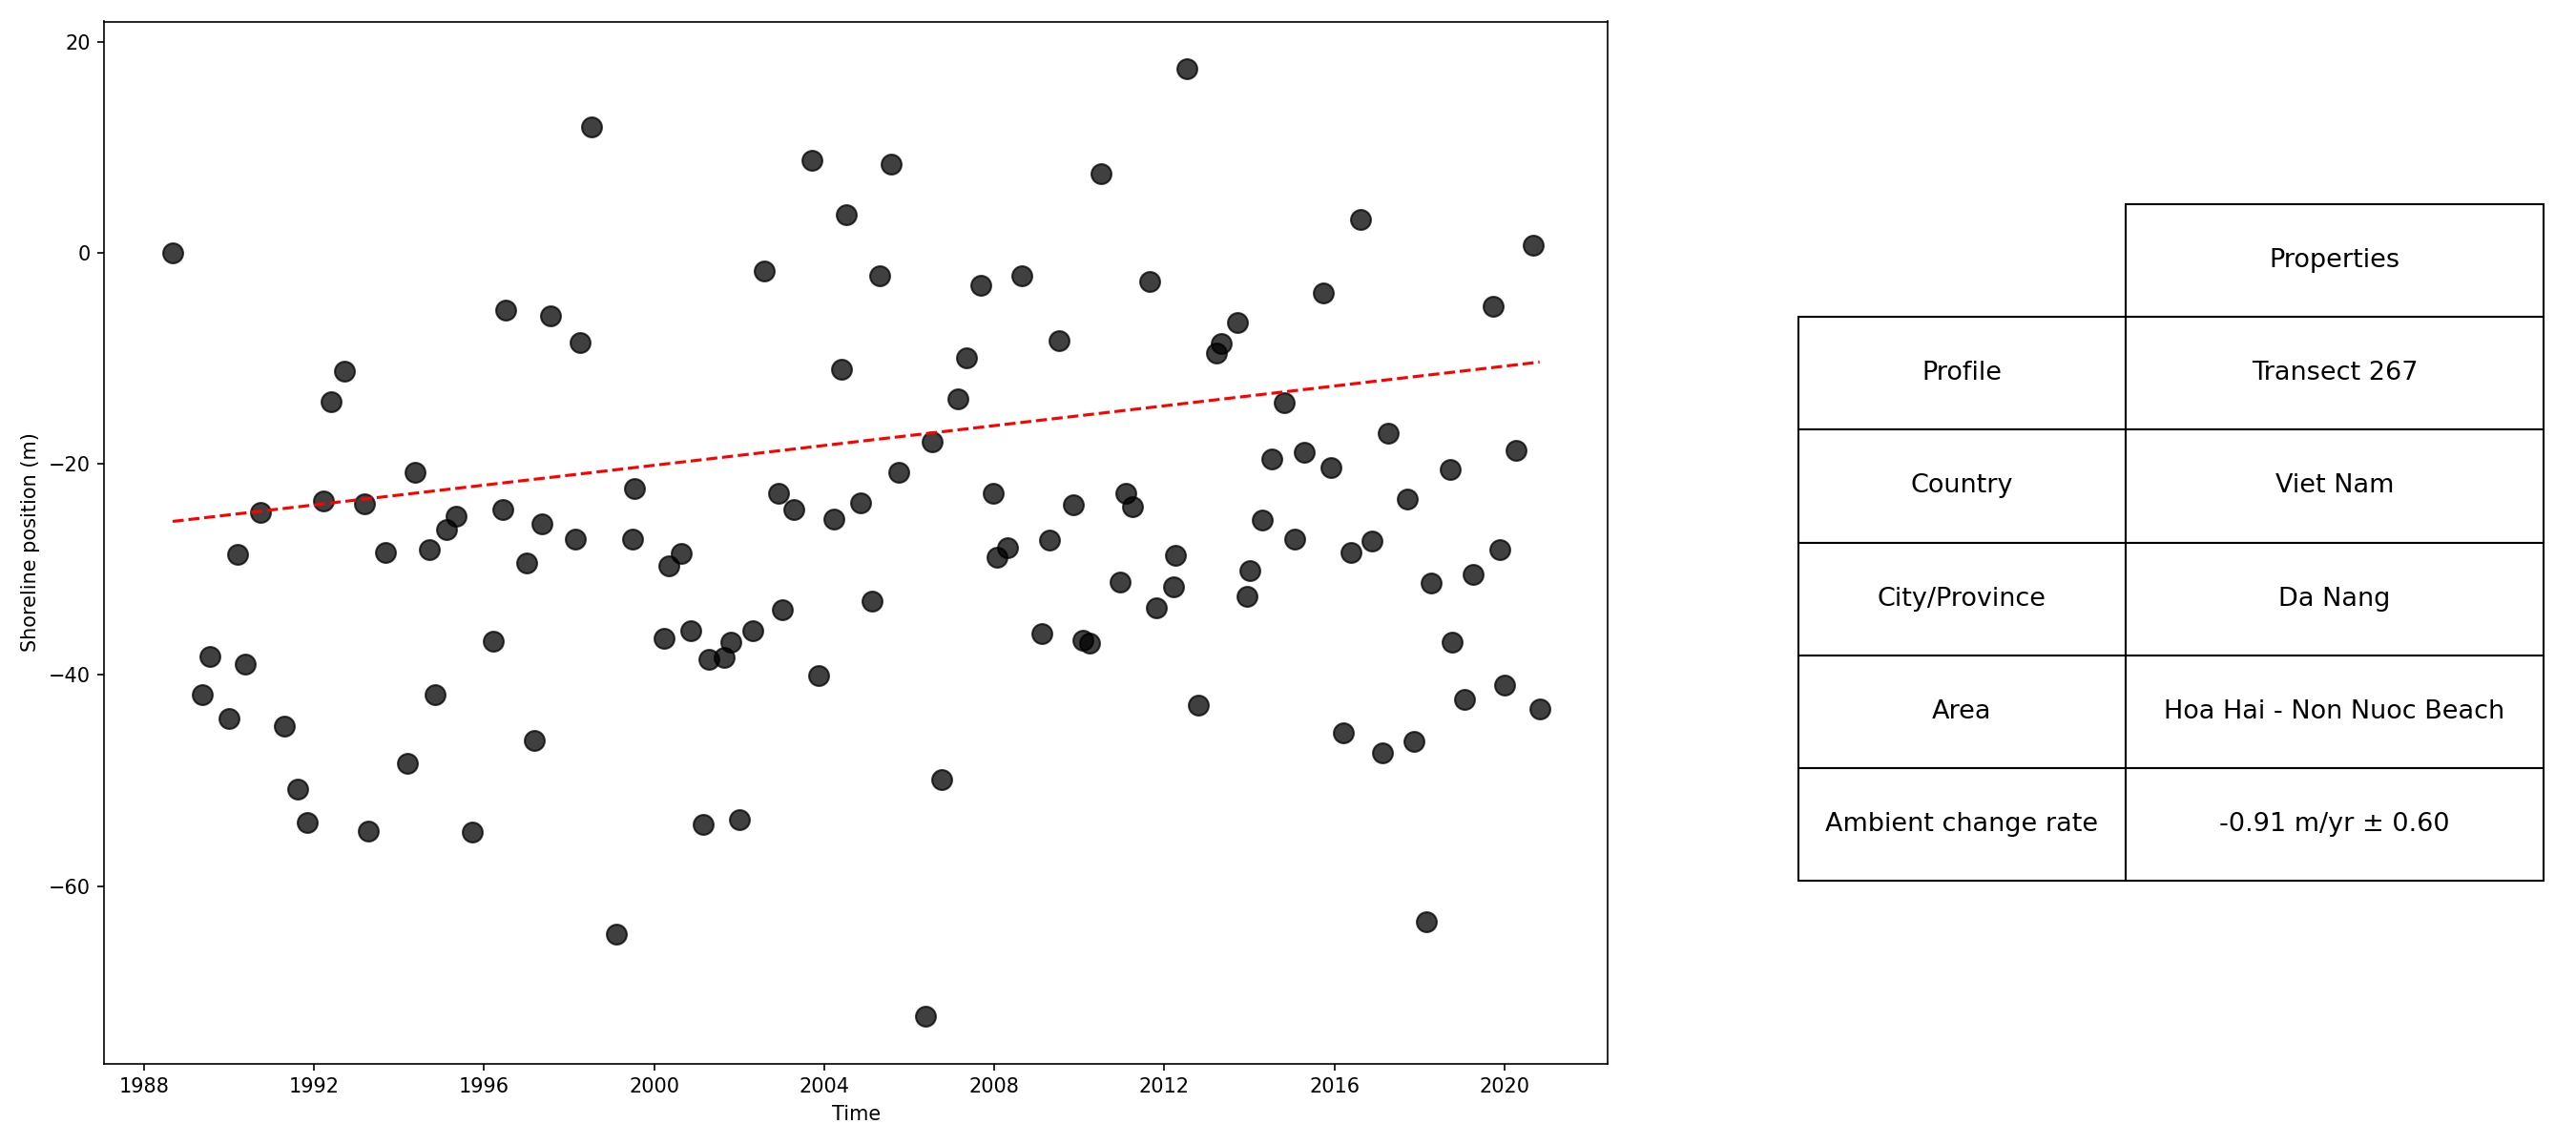 20
0
−20
−40
−60
Shoreline position (m)
1988 1992 1996 2000 2004 2008 2012 2016 2020
Time
Properties
Profile Transect 267
Country Viet Nam
City/Province Da Nang
Area Hoa Hai - Non Nuoc Beach
Ambient change rate -0.91 m/yr ± 0.60